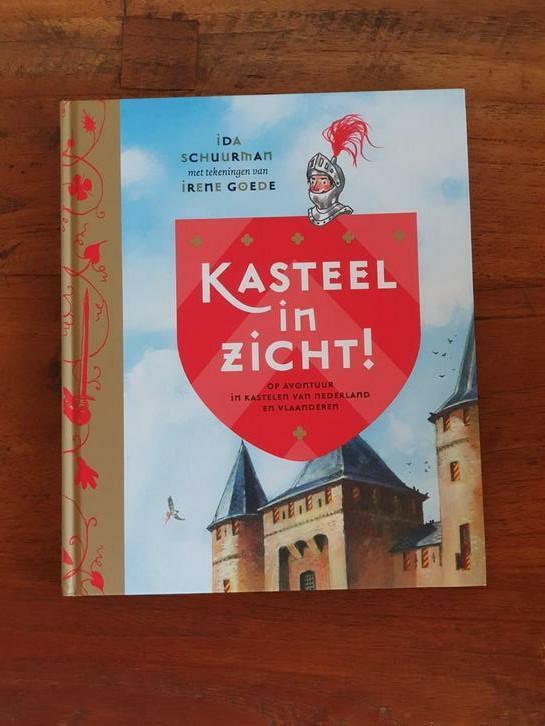 iDA
SCHUURMAN
met tekeningen van
iRENE GOEDE
KASTEEL
in
ZiCHT!
OP AVONTUUR
iN KASTELEN VAN NEDERLAND
EN VLAANDEREN